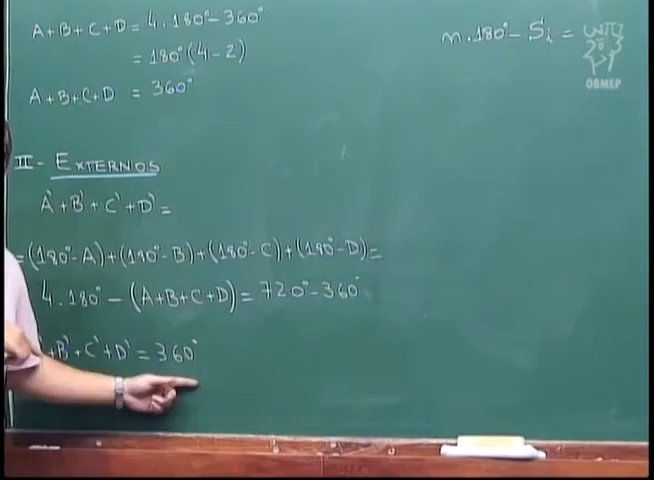 A + B + C + D = 4 . 180° - 360°
= 180° (4 - 2)
A + B + C + D = 360°
II - EXTERNOS
A' + B' + C' + D' =
= (180° - A) + (180° - B) + (180° - C) + (180° - D) =
4 . 180° - (A + B + C + D) = 720° - 360°
+ B' + C' + D' = 360°
n . 180° - Si =
OBMEP